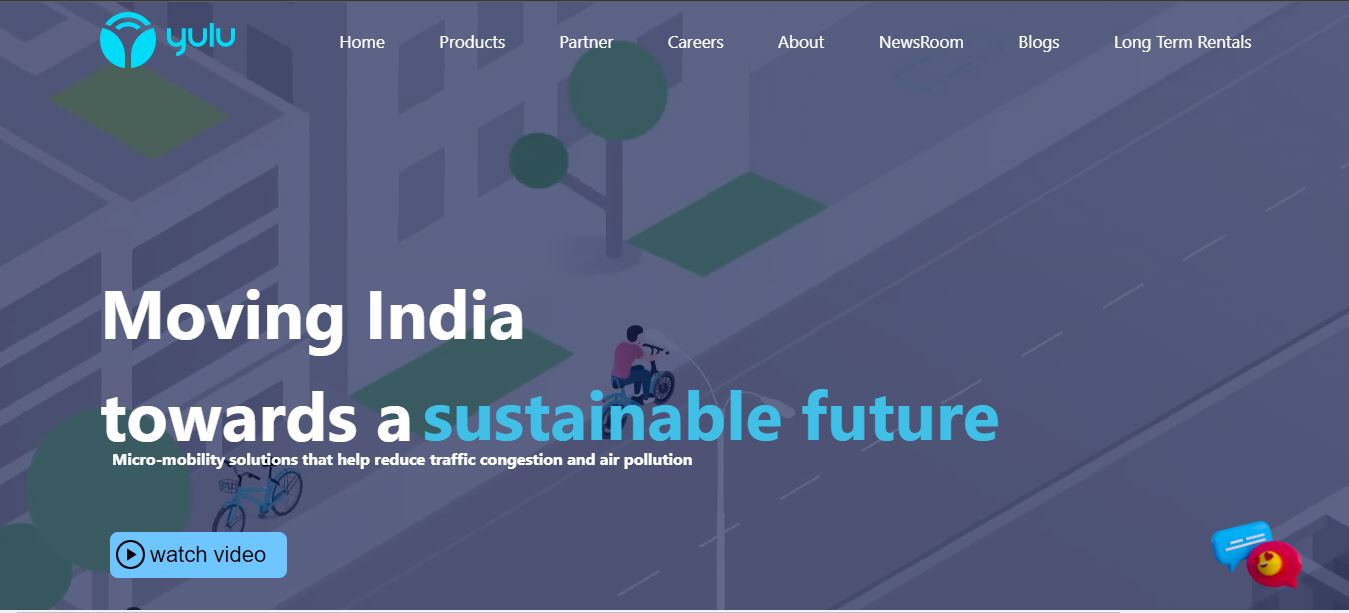 yulu
Home Products Partner Careers About NewsRoom Blogs Long Term Rentals
Moving India
towards a sustainable future
Micro-mobility solutions that help reduce traffic congestion and air pollution
watch video